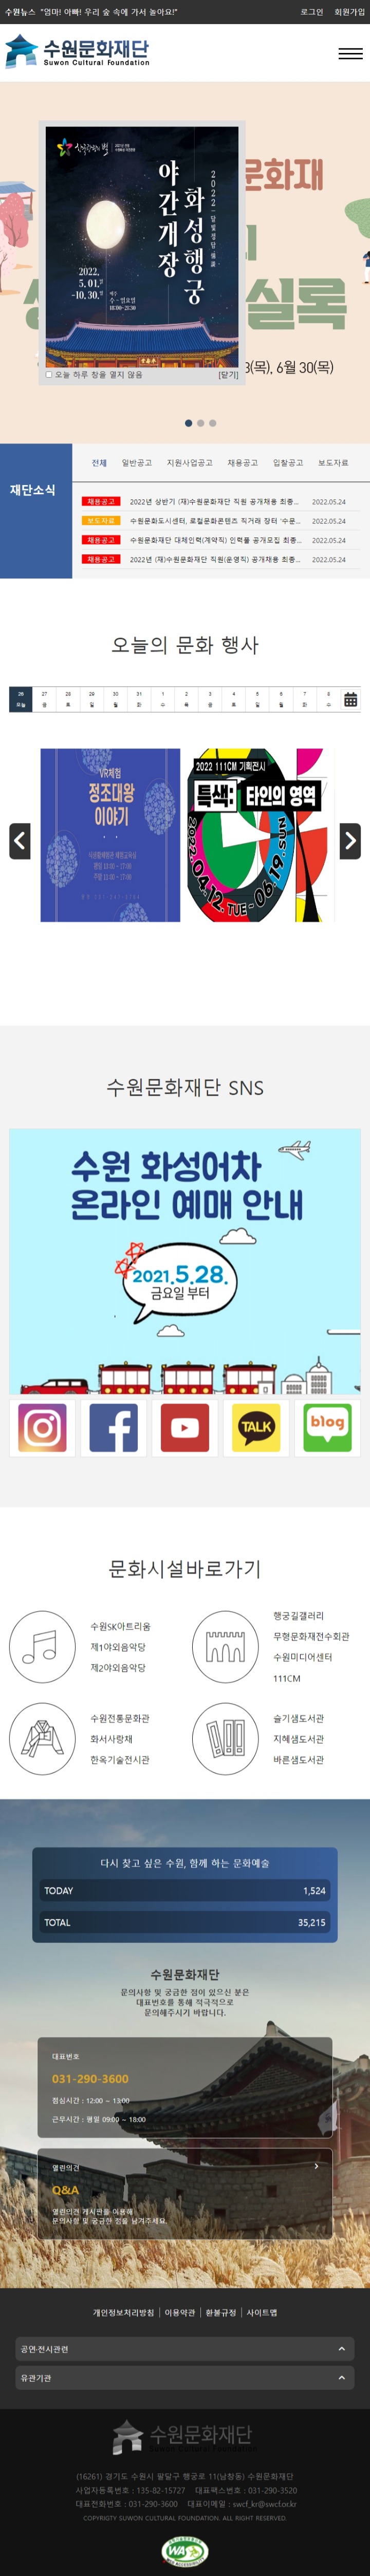 수원뉴스 "엄마! 아빠! 우리 숲 속에 가서 놀아요!" 로그인 회원가입
수원문화재단
Suwon Cultural Foundation
2022 - 달빛정담
화성행궁
야간개장
2022.
5.01.일
-10.30.일
매주
수-일요일
18:00~21:30
문화재
실록
3(목), 6월 30(목)
오늘 하루 창을 열지 않음 [닫기]
재단소식
전체 일반공고 지원사업공고 채용공고 입찰공고 보도자료
채용공고 2022년 상반기 (재)수원문화재단 직원 공개채용 최종... 2022.05.24
보도자료 수원문화도시센터, 로컬문화콘텐츠 직거래 장터 '수문... 2022.05.24
채용공고 수원문화재단 대체인력(계약직) 인력풀 공개모집 최종... 2022.05.24
채용공고 2022년 (재)수원문화재단 직원(운영직) 공개채용 최종... 2022.05.24
오늘의 문화 행사
26 27 28 29 30 31 1 2 3 4 5 6 7 8
오늘 금 토 일 월 화 수 목 금 토 일 월 화 수
VR체험
정조대왕
이야기
2022 111CM 기획전시
특색: 타인의 영역
2022.04.12.TUE-06.19.SUN
수원문화재단 SNS
수원 화성어차
온라인 예매 안내
2021.5.28.
금요일 부터
TALK
blog
문화시설바로가기
수원SK아트리움
제1야외음악당
제2야외음악당
행궁길갤러리
무형문화재전수회관
수원미디어센터
111CM
수원전통문화관
화서사랑채
한옥기술전시관
슬기샘도서관
지혜샘도서관
바른샘도서관
다시 찾고 싶은 수원, 함께 하는 문화예술
TODAY 1,524
TOTAL 35,215
수원문화재단
문의사항 및 궁금한 점이 있으신 분은
대표번호를 통해 적극적으로
문의해주시기 바랍니다.
대표번호
031-290-3600
점심시간 : 12:00 ~ 13:00
근무시간 : 평일 09:00 ~ 18:00
열린의견
Q&A
열린의견 게시판을 이용해
문의사항 및 궁금한 점을 남겨주세요.
개인정보처리방침 이용약관 환불규정 사이트맵
공연·전시관련
유관기관
수원문화재단
Suwon Cultural Foundation
(16261) 경기도 수원시 팔달구 행궁로 11(남창동) 수원문화재단
사업자등록번호 : 135-82-15727 대표팩스번호 : 031-290-3520
대표전화번호 : 031-290-3600 대표이메일 : swcf_kr@swcf.or.kr
COPYRIGTY SUWON CULTURAL FOUNDATION. ALL RIGHT RESERVED.
WA